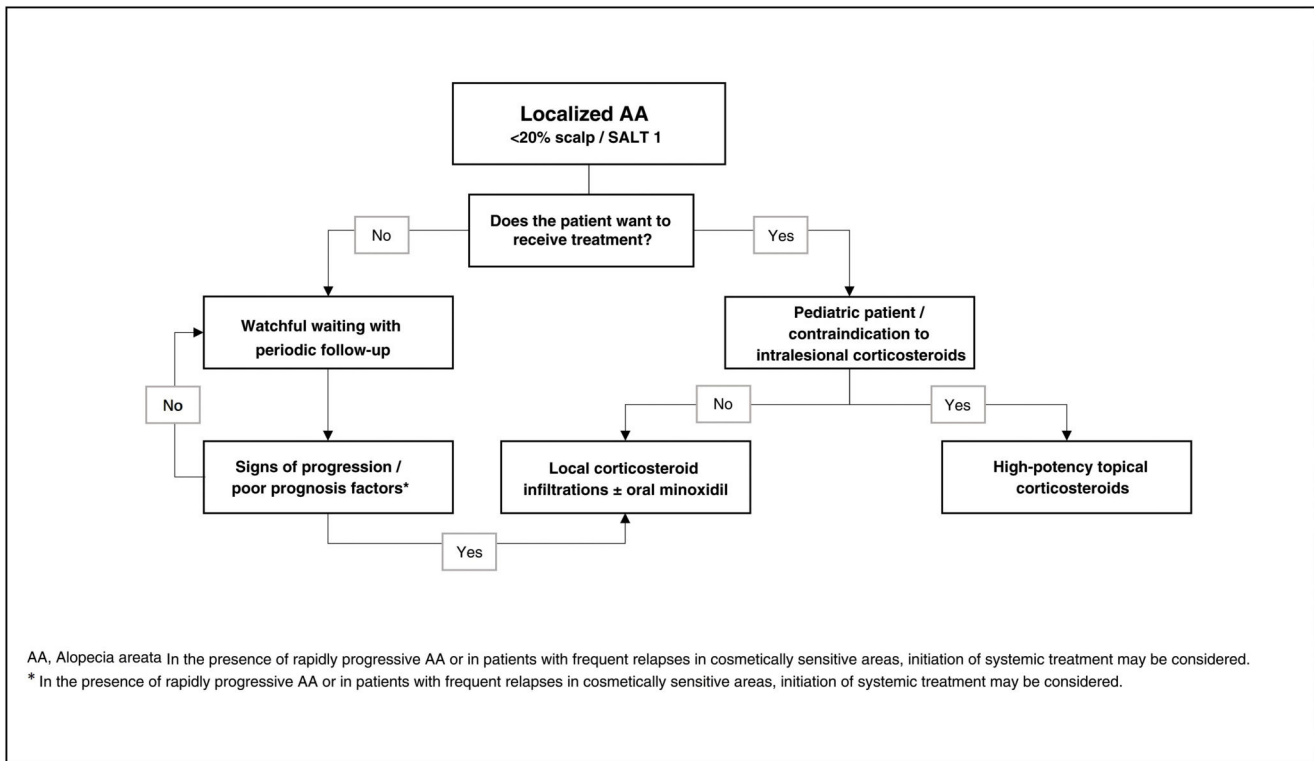 Localized AA
<20% scalp / SALT 1
Does the patient want to
receive treatment?
No
Yes
Watchful waiting with
periodic follow-up
Pediatric patient /
contraindication to
intralesional corticosteroids
No
No
Yes
Signs of progression /
poor prognosis factors*
Local corticosteroid
infiltrations ± oral minoxidil
High-potency topical
corticosteroids
Yes
AA, Alopecia areata In the presence of rapidly progressive AA or in patients with frequent relapses in cosmetically sensitive areas, initiation of systemic treatment may be considered.
* In the presence of rapidly progressive AA or in patients with frequent relapses in cosmetically sensitive areas, initiation of systemic treatment may be considered.